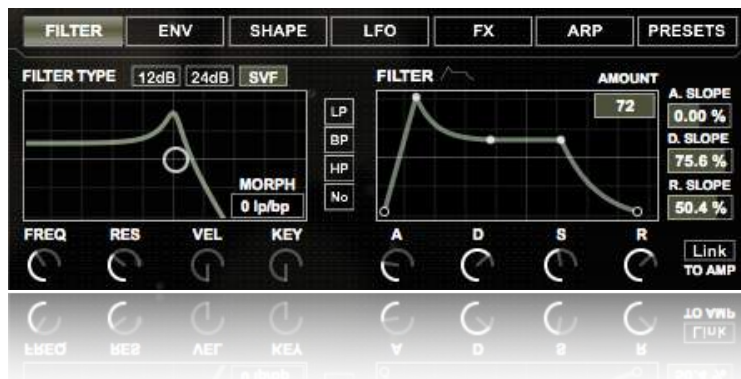 FILTER ENV SHAPE LFO FX ARP PRESETS
FILTER TYPE 12dB 24dB SVF
LP
BP
HP
No
MORPH
0 lp/bp
FREQ RES VEL KEY
FILTER AMOUNT
72
A. SLOPE
0.00 %
D. SLOPE
75.6 %
R. SLOPE
50.4 %
A D S R
Link
TO AMP